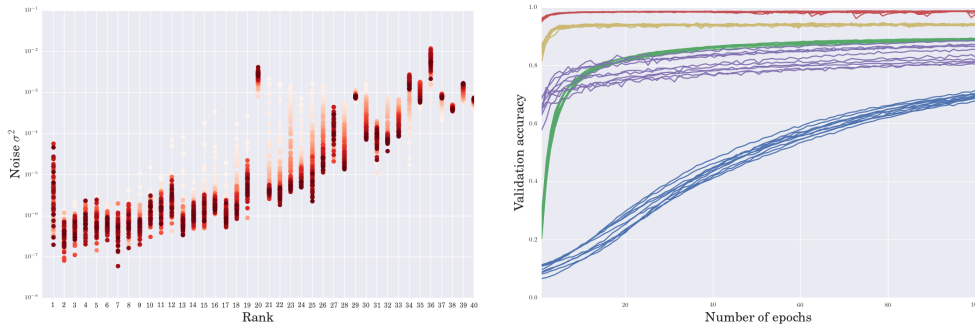 10⁻¹
10⁻²
10⁻³
10⁻⁴
10⁻⁵
10⁻⁶
10⁻⁷
10⁻⁸
Noise σ²
1 2 3 4 5 6 7 8 9 10 11 12 13 14 15 16 17 18 19 20 21 22 23 24 25 26 27 28 29 30 31 32 33 34 35 36 37 38 39 40
Rank
1.0
0.8
0.6
0.4
0.2
0.0
Validation accuracy
20 40 60 80
Number of epochs